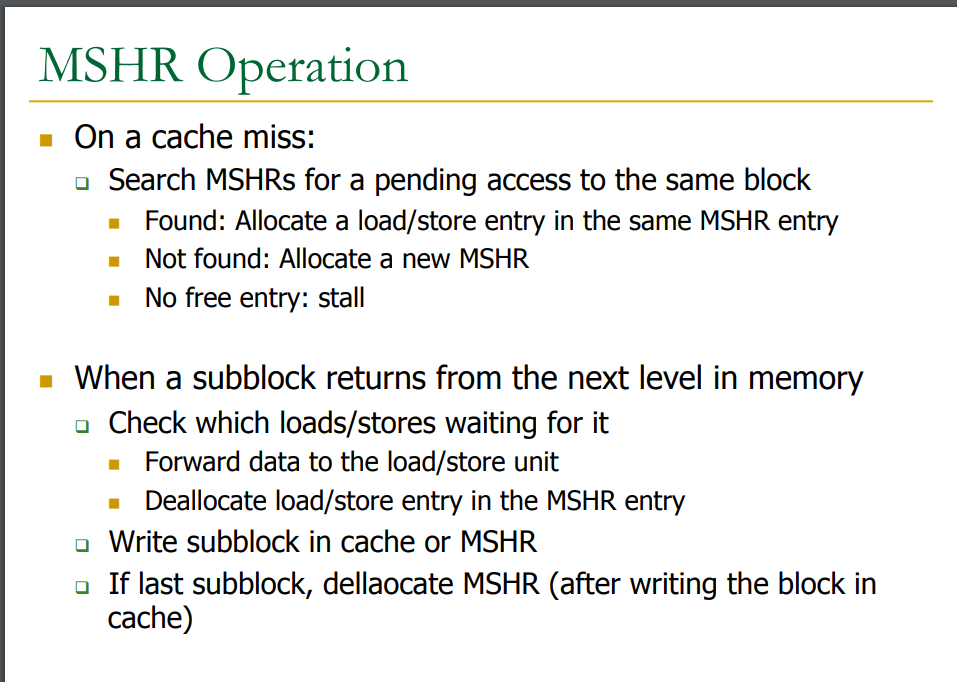 MSHR Operation
On a cache miss:
Search MSHRs for a pending access to the same block
Found: Allocate a load/store entry in the same MSHR entry
Not found: Allocate a new MSHR
No free entry: stall
When a subblock returns from the next level in memory
Check which loads/stores waiting for it
Forward data to the load/store unit
Deallocate load/store entry in the MSHR entry
Write subblock in cache or MSHR
If last subblock, dellaocate MSHR (after writing the block in
cache)